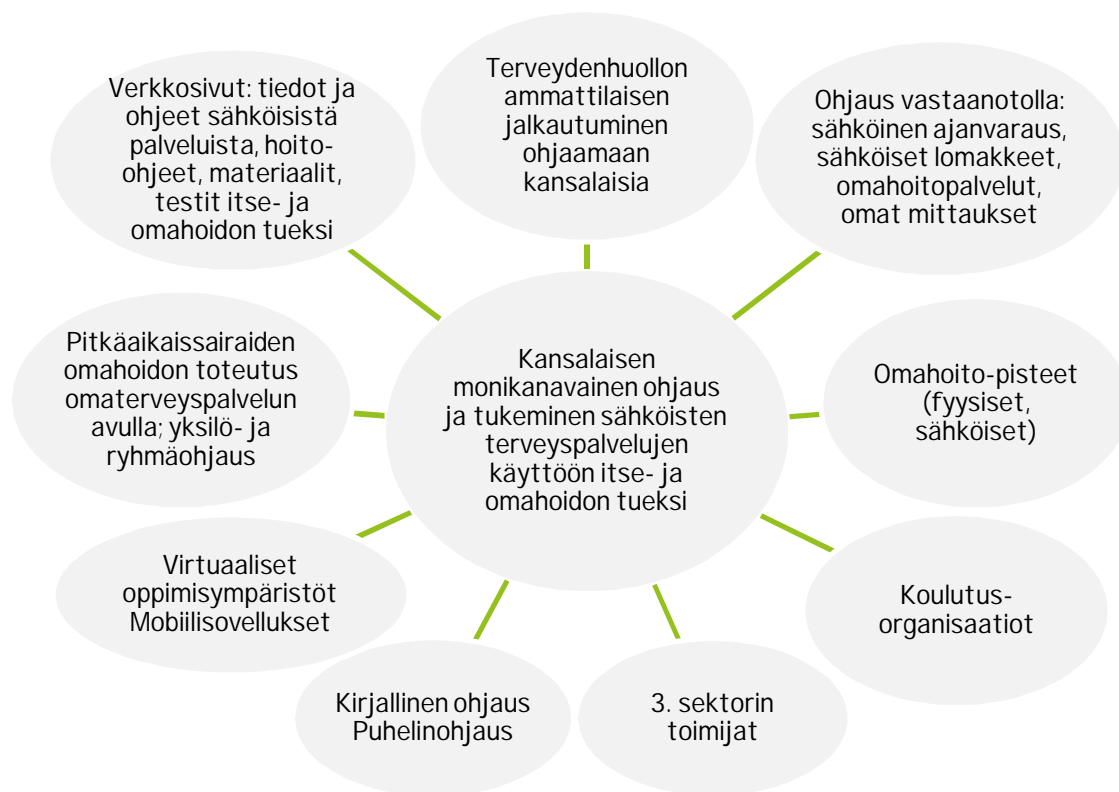 Verkkosivut: tiedot ja
ohjeet sähköisistä
palveluista, hoito-
ohjeet, materiaalit,
testit itse- ja
omahoidon tueksi
Terveydenhuollon
ammattilaisen
jalkautuminen
ohjaamaan
kansalaisia
Ohjaus vastaanotolla:
sähköinen ajanvaraus,
sähköiset lomakkeet,
omahoitopalvelut,
omat mittaukset
Pitkäaikaissairaiden
omahoidon toteutus
omaterveyspalvelun
avulla; yksilö- ja
ryhmäohjaus
Kansalaisen
monikanavainen ohjaus
ja tukeminen sähköisten
terveyspalvelujen
käyttöön itse- ja
omahoidon tueksi
Omahoito-pisteet
(fyysiset,
sähköiset)
Virtuaaliset
oppimisympäristöt
Mobiilisovellukset
Koulutus-
organisaatiot
Kirjallinen ohjaus
Puhelinohjaus
3. sektorin
toimijat